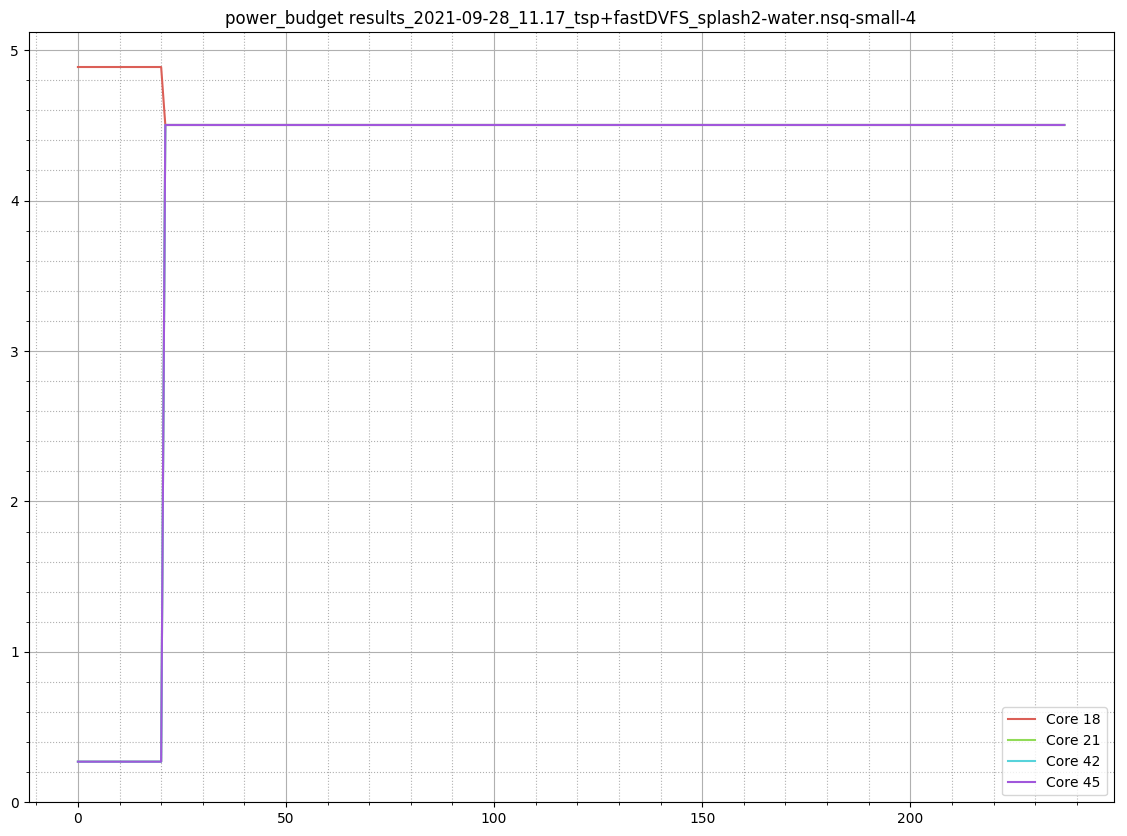 power_budget results_2021-09-28_11.17_tsp+fastDVFS_splash2-water.nsq-small-4
5
4
3
2
1
0
0
50
100
150
200
Core 18
Core 21
Core 42
Core 45